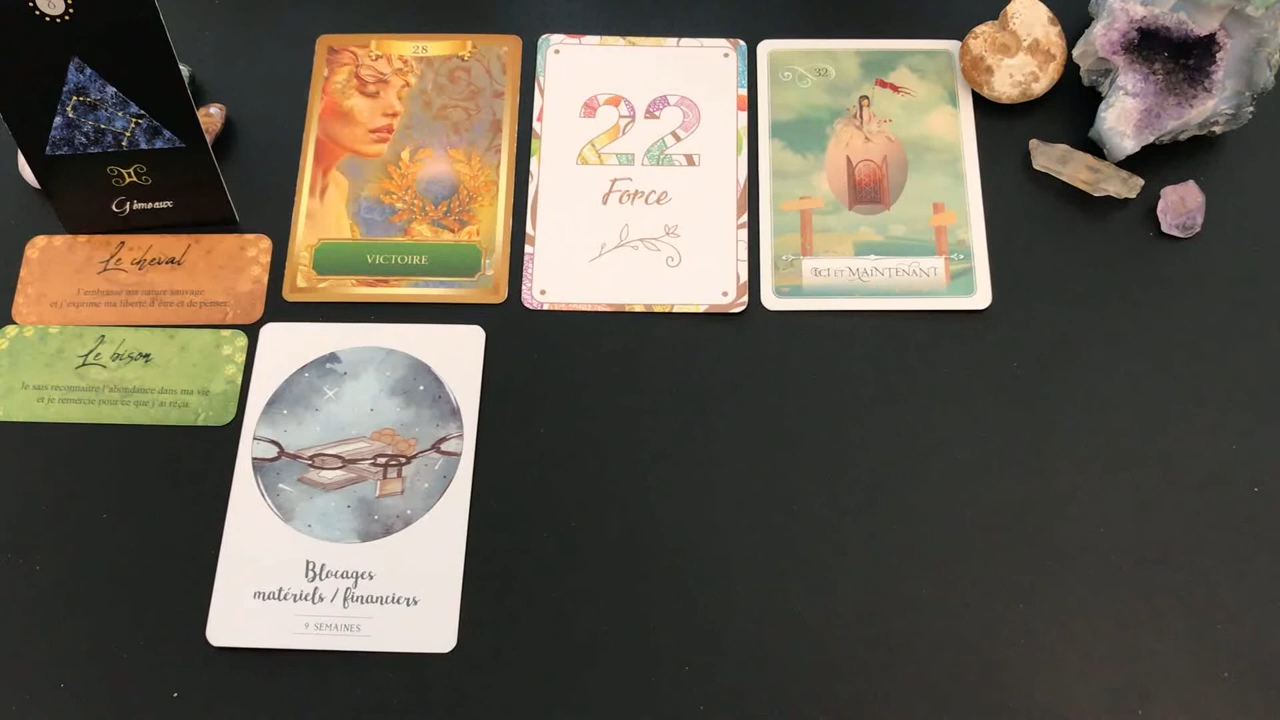 Gémeaux
Le cheval
J'embrasse ma nature sauvage
et j'exprime ma liberté d'être et de penser.
Le bison
Je sais reconnaître l'abondance dans ma vie
et je remercie pour ce que j'ai reçu.
28
VICTOIRE
22
Force
32
ICI ET MAINTENANT
Blocages
matériels / financiers
9 SEMAINES